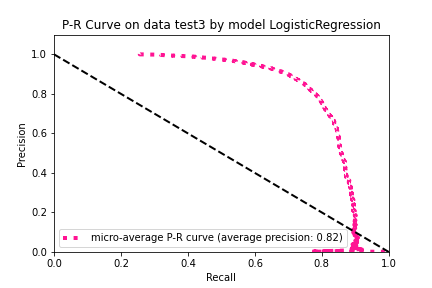 P-R Curve on data test3 by model LogisticRegression
Precision
1.0
0.8
0.6
0.4
0.2
0.0
micro-average P-R curve (average precision: 0.82)
0.0 0.2 0.4 0.6 0.8 1.0
Recall